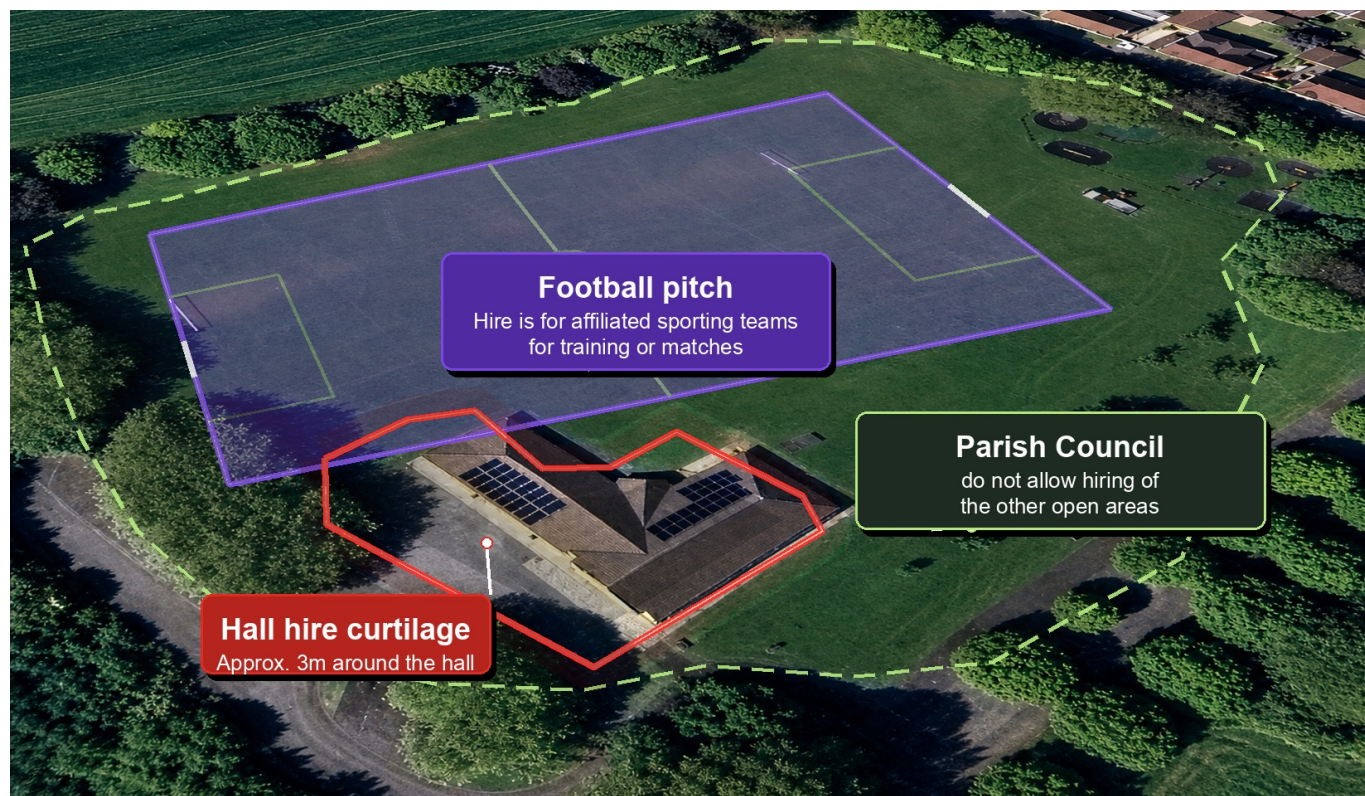 Football pitch
Hire is for affiliated sporting teams
for training or matches
Parish Council
do not allow hiring of
the other open areas
Hall hire curtilage
Approx. 3m around the hall